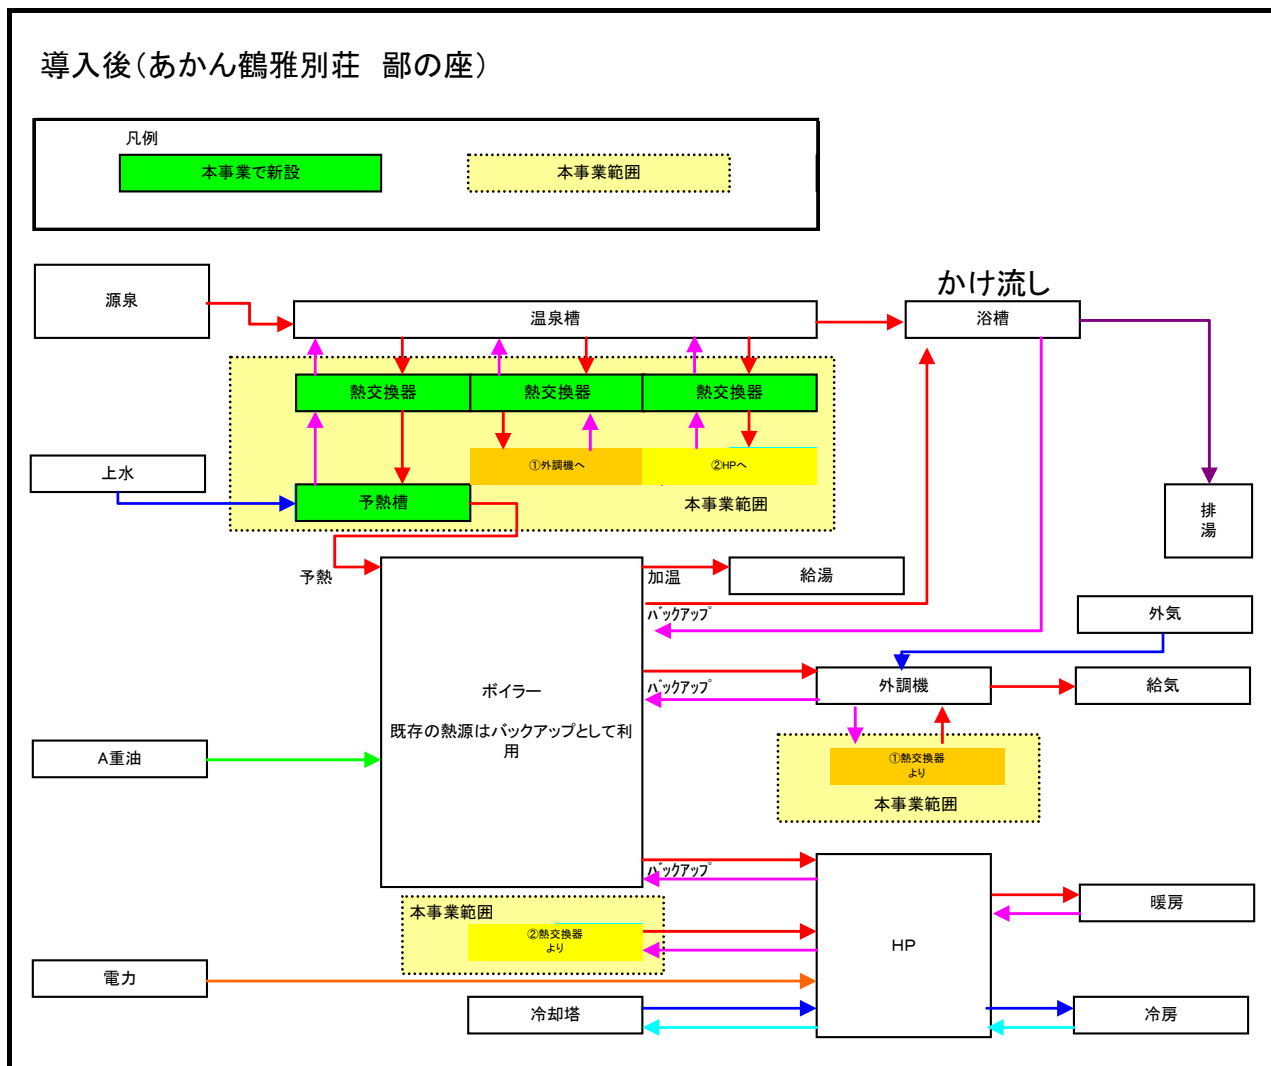 導入後（あかん鶴雅別荘　鄙の座）
凡例
本事業で新設
本事業範囲
かけ流し
源泉
温泉槽
浴槽
熱交換器
熱交換器
熱交換器
上水
①外調機へ
②HPへ
予熱槽
本事業範囲
排
湯
予熱
加温
給湯
バックアップ
外気
ボイラー
既存の熱源はバックアップとして利
用
バックアップ
外調機
給気
A重油
①熱交換器
より
本事業範囲
バックアップ
本事業範囲
②熱交換器
より
HP
暖房
電力
冷却塔
冷房